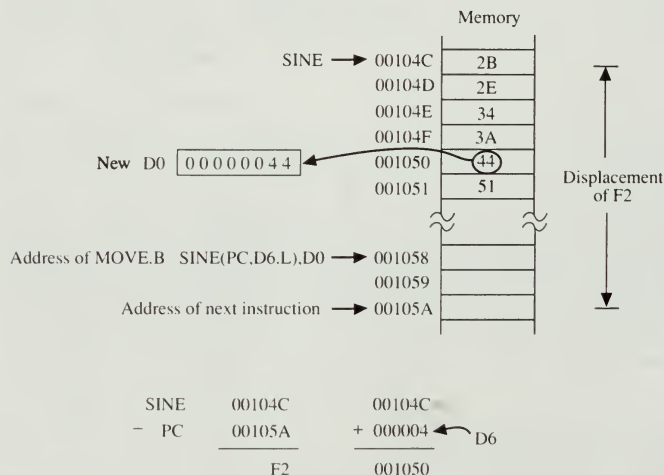 Memory
SINE 00104C 2B
00104D 2E
00104E 34
00104F 3A
New D0 00000044 001050 44
001051 51
Displacement
of F2
Address of MOVE.B SINE(PC,D6.L),D0 001058
001059
Address of next instruction 00105A
SINE 00104C 00104C
− PC 00105A + 000004 D6
F2 001050